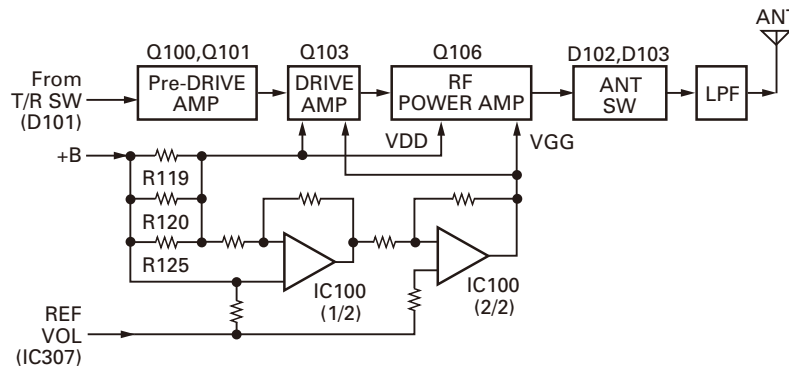 ANT
Q100,Q101
Q103
Q106
D102,D103
From
T/R SW
(D101)
Pre-DRIVE
AMP
DRIVE
AMP
RF
POWER AMP
ANT
SW
LPF
+B
VDD
VGG
R119
R120
R125
IC100
(1/2)
IC100
(2/2)
REF
VOL
(IC307)